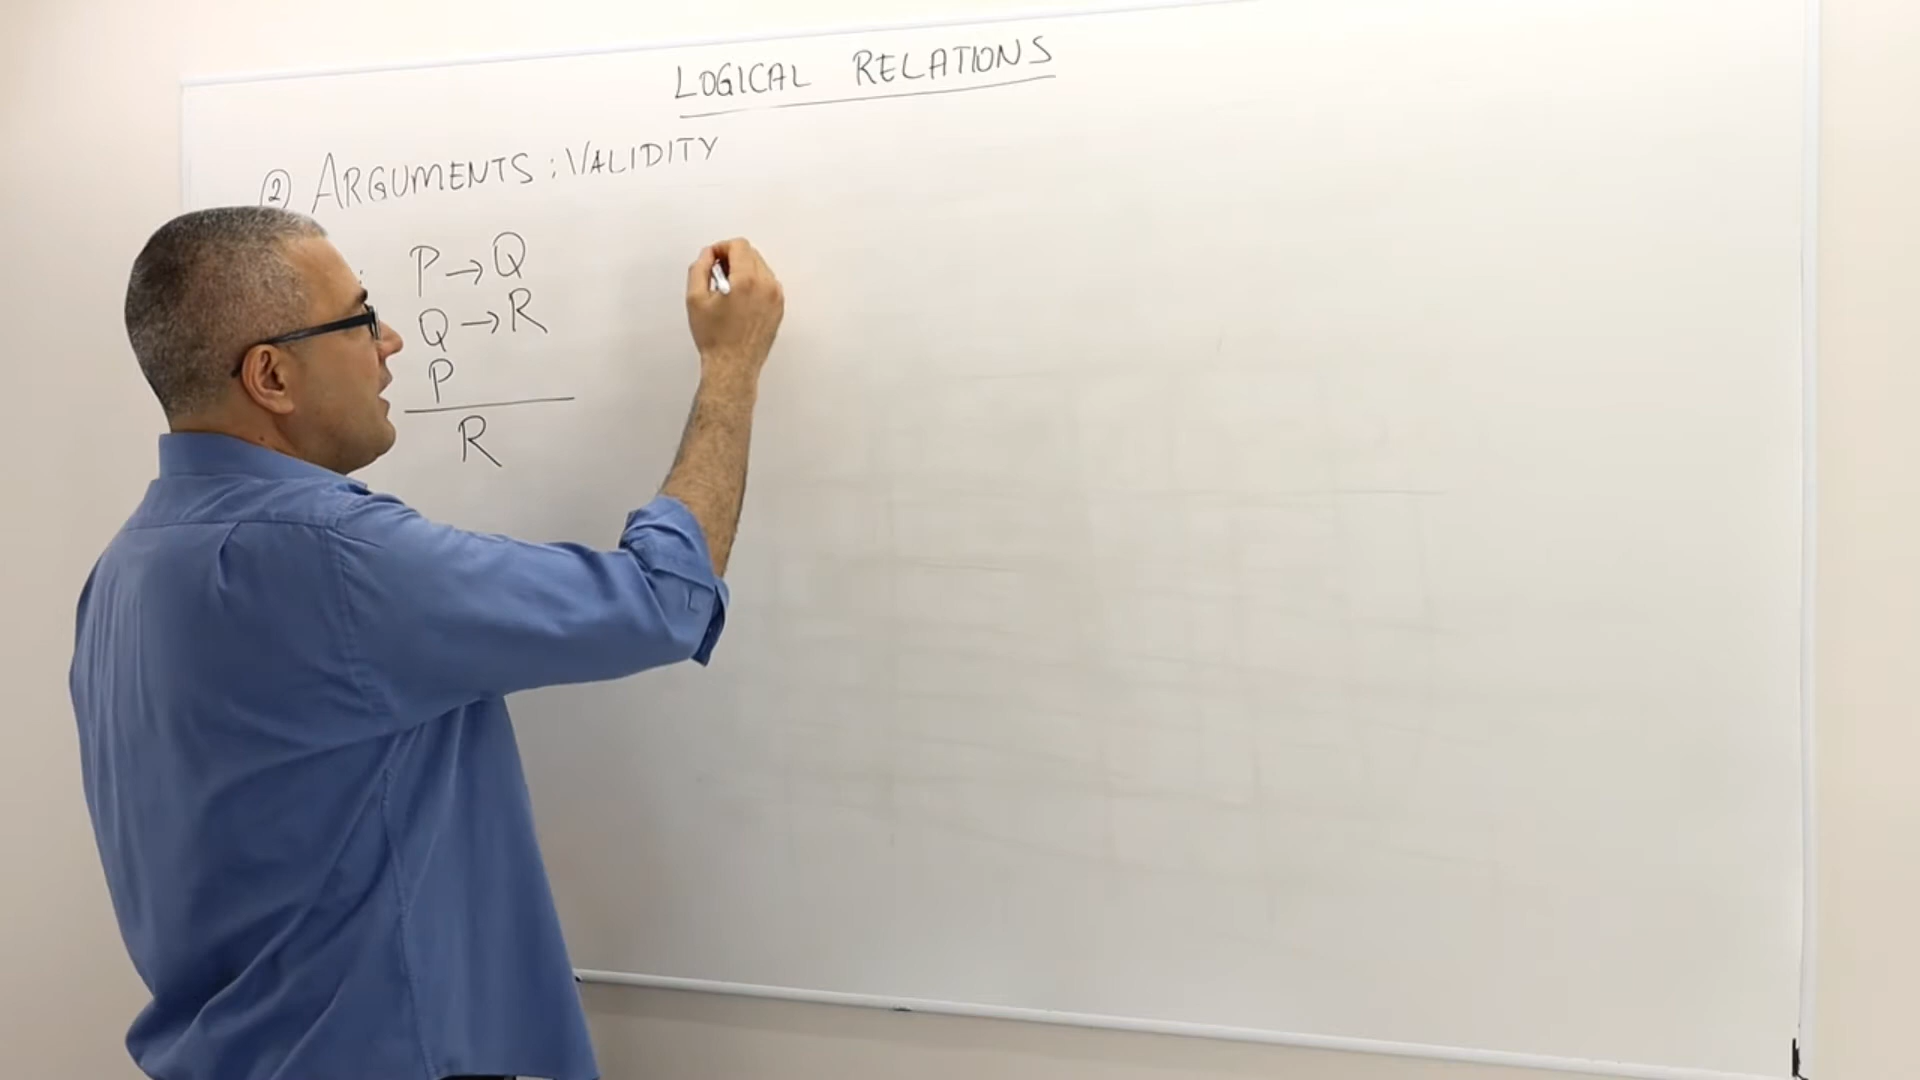 LOGICAL RELATIONS
② ARGUMENTS : VALIDITY
P → Q
Q → R
P
R